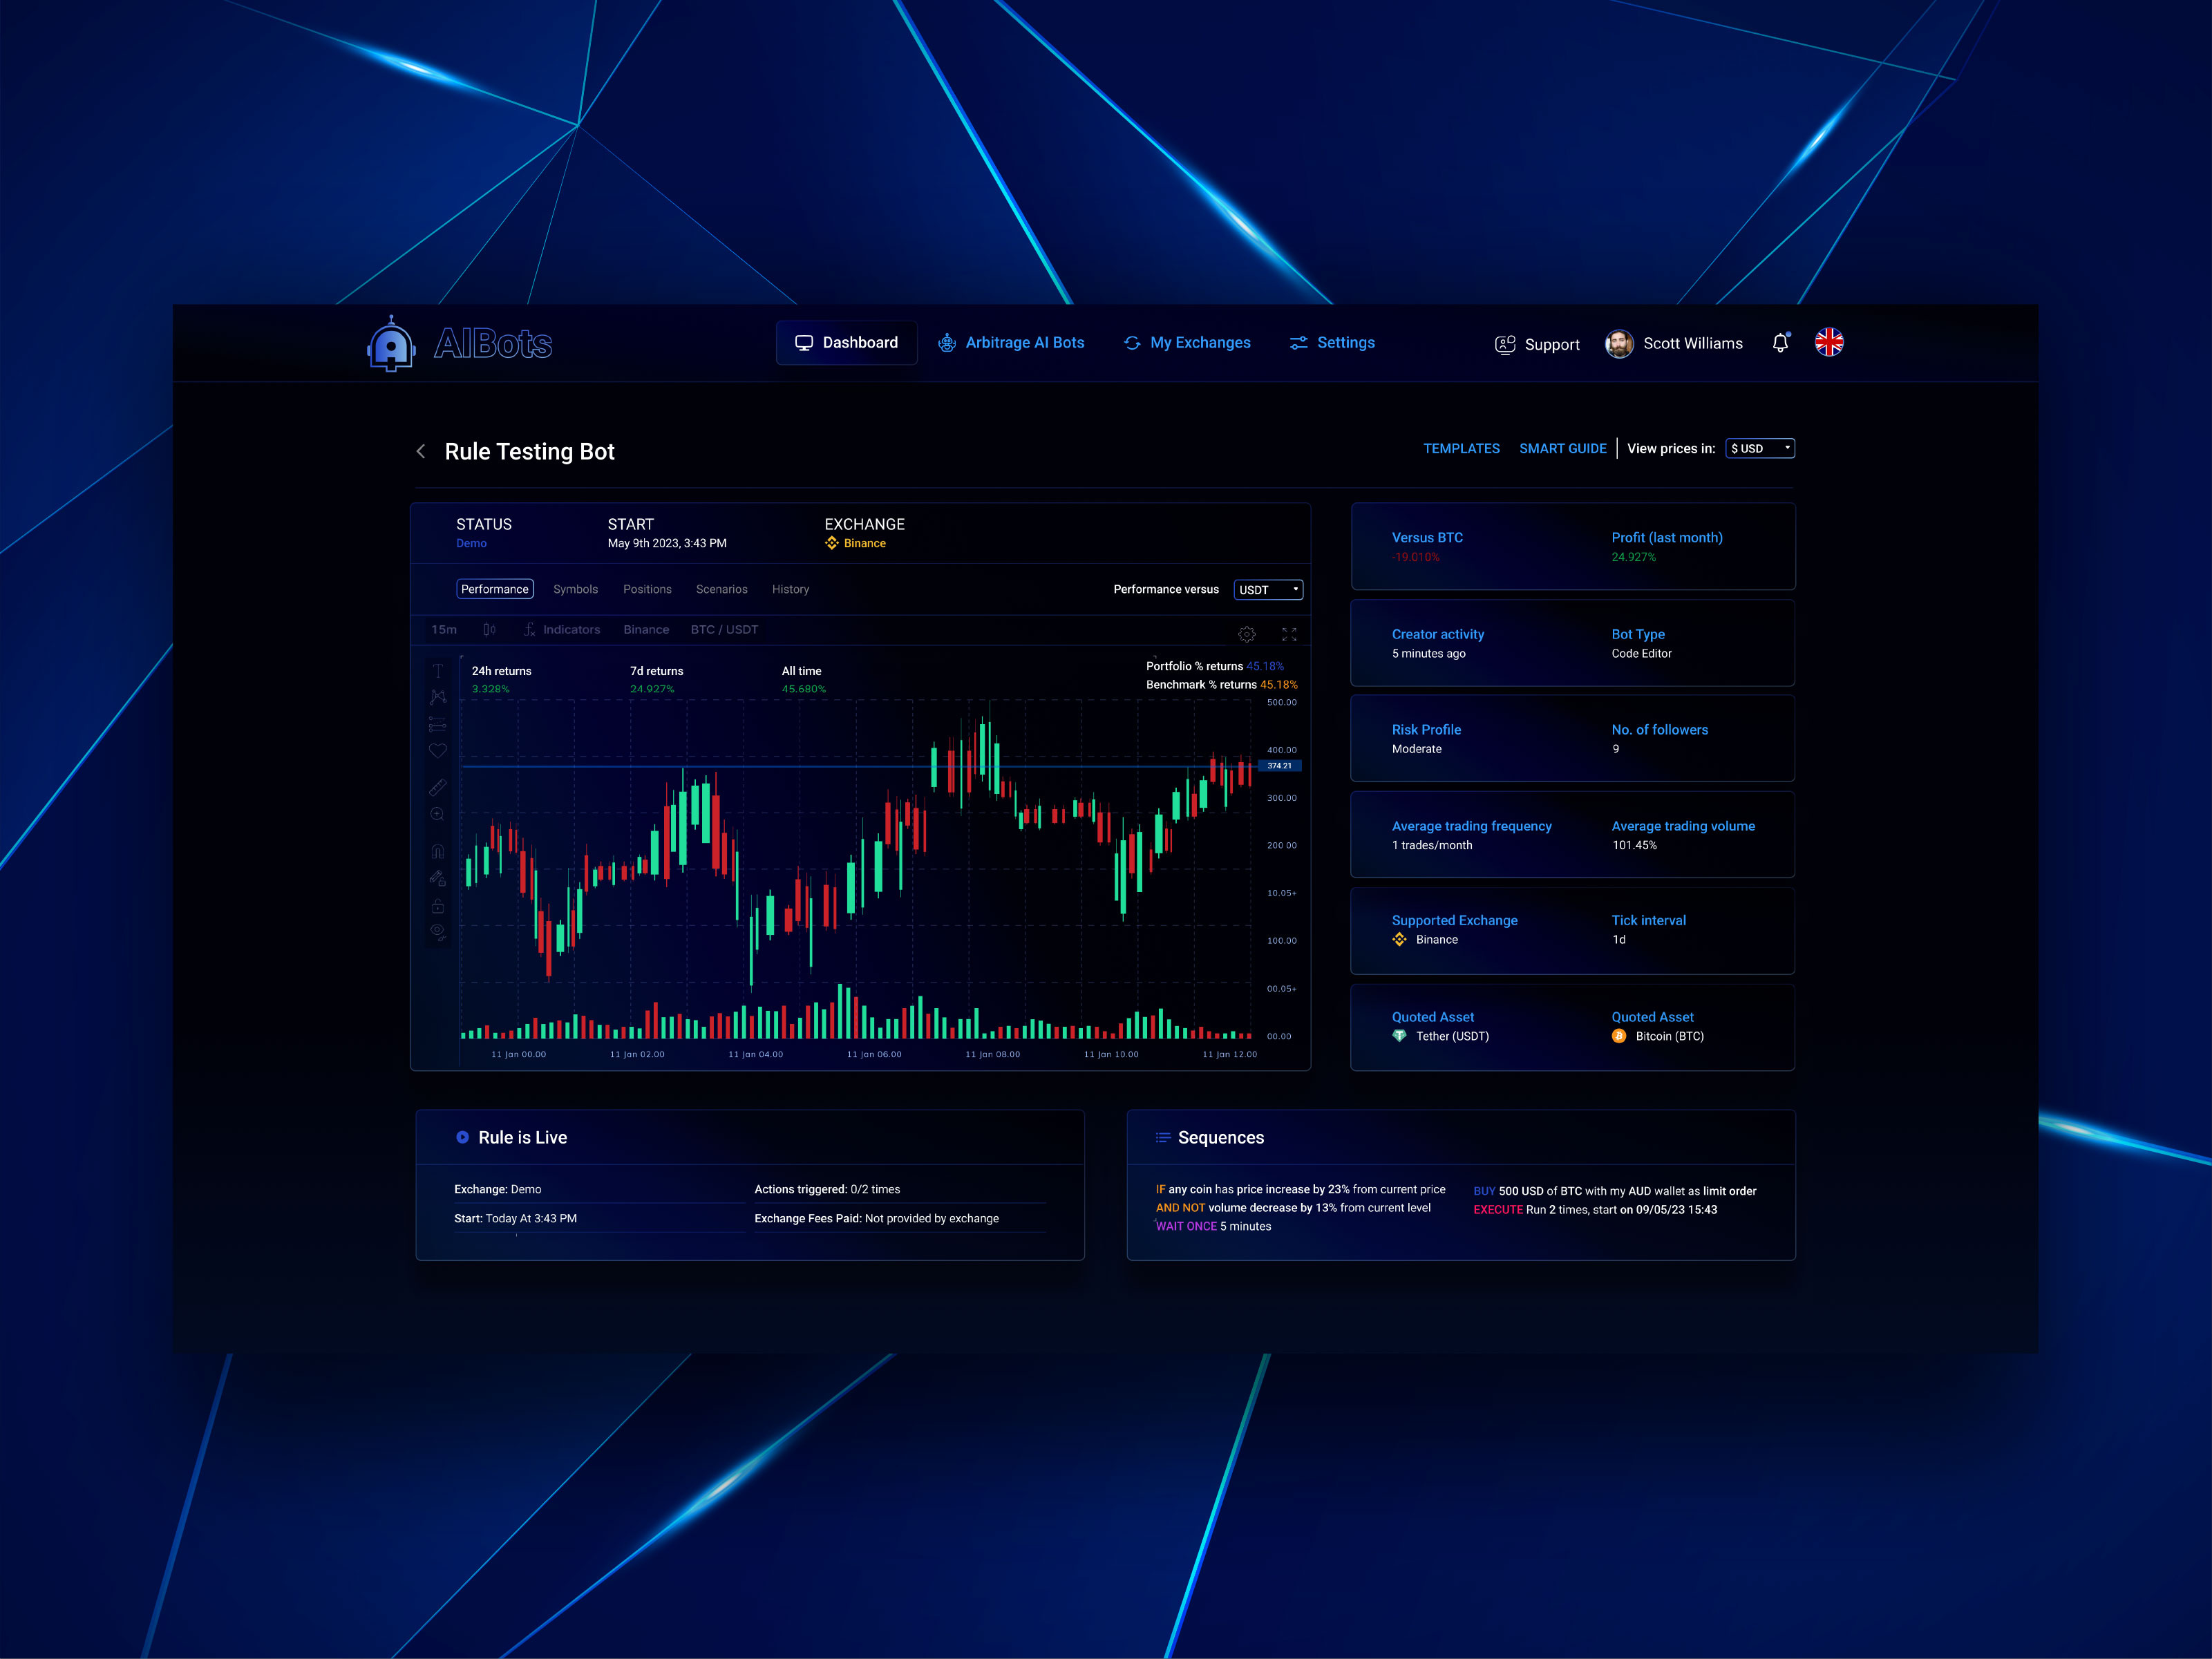 AIBots
Dashboard
Arbitrage AI Bots
My Exchanges
Settings
Support
Scott Williams
Rule Testing Bot
TEMPLATES
SMART GUIDE
View prices in:
$ USD
STATUS
Demo
START
May 9th 2023, 3:43 PM
EXCHANGE
Binance
Performance
Symbols
Positions
Scenarios
History
Performance versus
USDT
15m
Indicators
Binance
BTC / USDT
24h returns
3.328%
7d returns
24.927%
All time
45.680%
Portfolio % returns 45.18%
Benchmark % returns 45.18%
500.00
400.00
374.21
300.00
200 00
10.05+
100.00
00.05+
00.00
11 Jan 00.00
11 Jan 02.00
11 Jan 04.00
11 Jan 06.00
11 Jan 08.00
11 Jan 10.00
11 Jan 12.00
Versus BTC
-19.010%
Profit (last month)
24.927%
Creator activity
5 minutes ago
Bot Type
Code Editor
Risk Profile
Moderate
No. of followers
9
Average trading frequency
1 trades/month
Average trading volume
101.45%
Supported Exchange
Binance
Tick interval
1d
Quoted Asset
Tether (USDT)
Quoted Asset
Bitcoin (BTC)
Rule is Live
Exchange: Demo
Start: Today At 3:43 PM
Actions triggered: 0/2 times
Exchange Fees Paid: Not provided by exchange
Sequences
IF any coin has price increase by 23% from current price
AND NOT volume decrease by 13% from current level
WAIT ONCE 5 minutes
BUY 500 USD of BTC with my AUD wallet as limit order
EXECUTE Run 2 times, start on 09/05/23 15:43